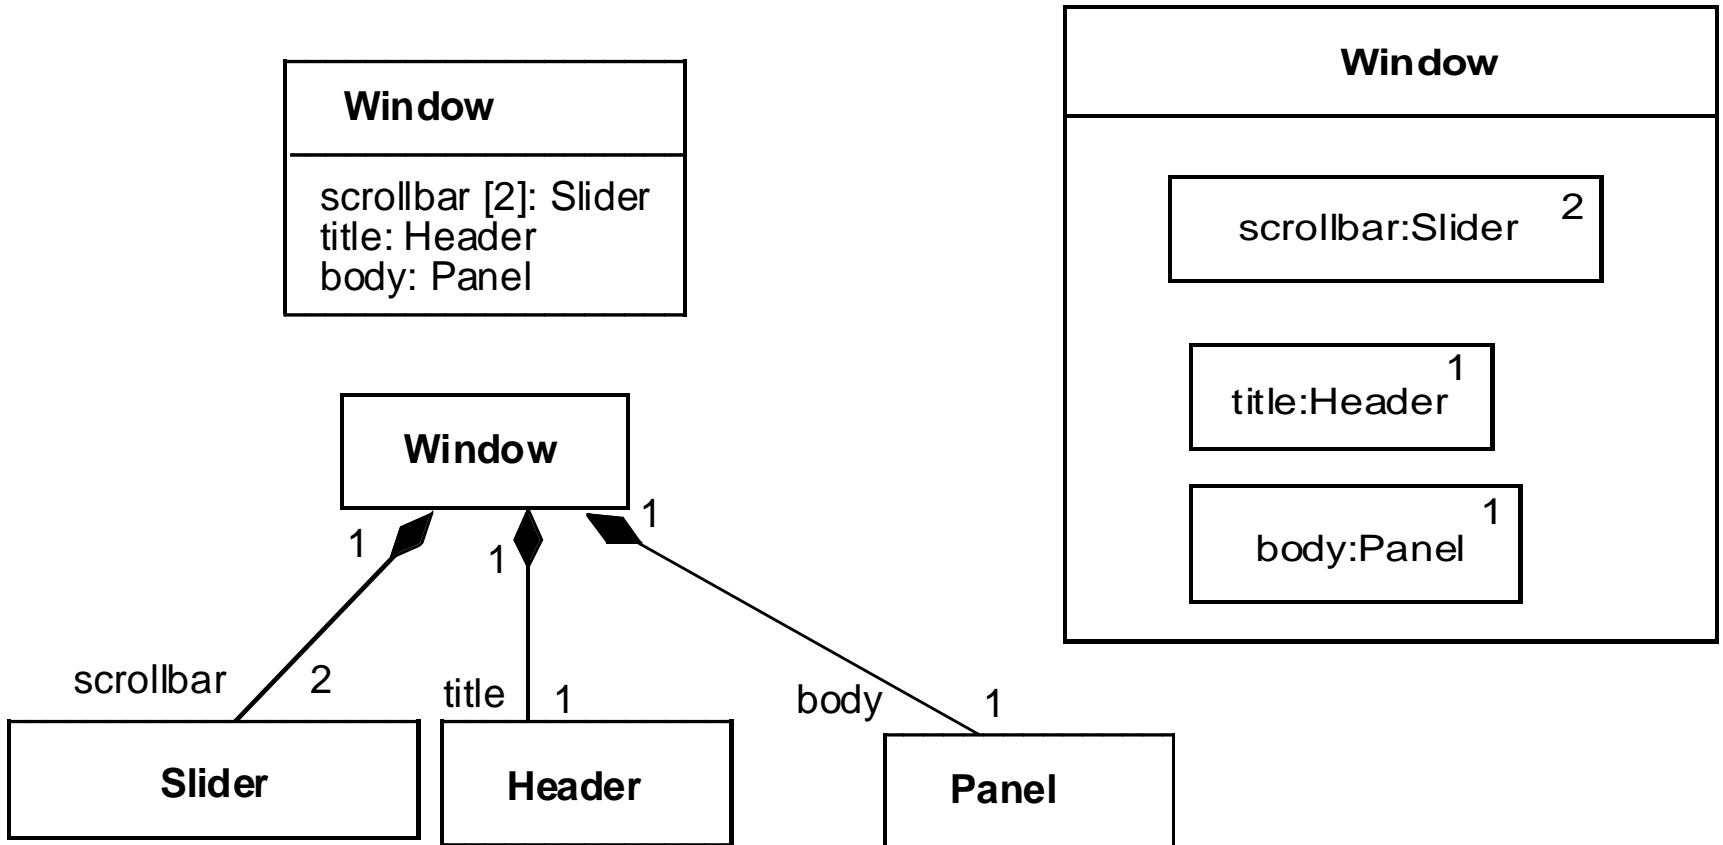 Window
scrollbar [2]: Slider
title: Header
body: Panel
Window
1
1
1
scrollbar
2
title
1
body
1
Slider
Header
Panel
Window
scrollbar:Slider
2
title:Header
1
body:Panel
1